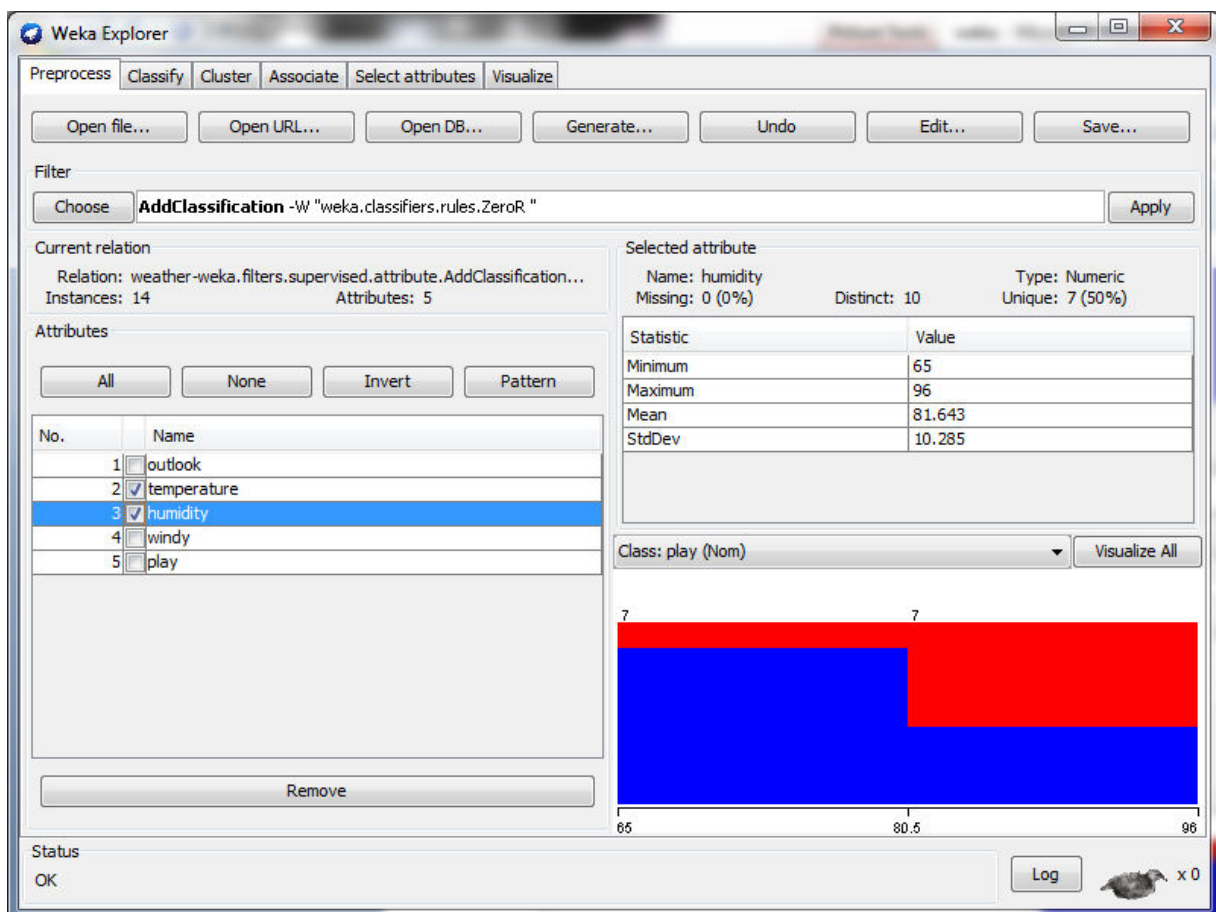 Weka Explorer
Preprocess Classify Cluster Associate Select attributes Visualize
Open file... Open URL... Open DB... Generate... Undo Edit... Save...
Filter
Choose AddClassification -W "weka.classifiers.rules.ZeroR " Apply
Current relation
Relation: weather-weka.filters.supervised.attribute.AddClassification...
Instances: 14 Attributes: 5
Attributes
All None Invert Pattern
No. Name
1 outlook
2 temperature
3 humidity
4 windy
5 play
Remove
Selected attribute
Name: humidity Type: Numeric
Missing: 0 (0%) Distinct: 10 Unique: 7 (50%)
Statistic Value
Minimum 65
Maximum 96
Mean 81.643
StdDev 10.285
Class: play (Nom) Visualize All
7 7
65 80.5 96
Status
OK
Log x 0